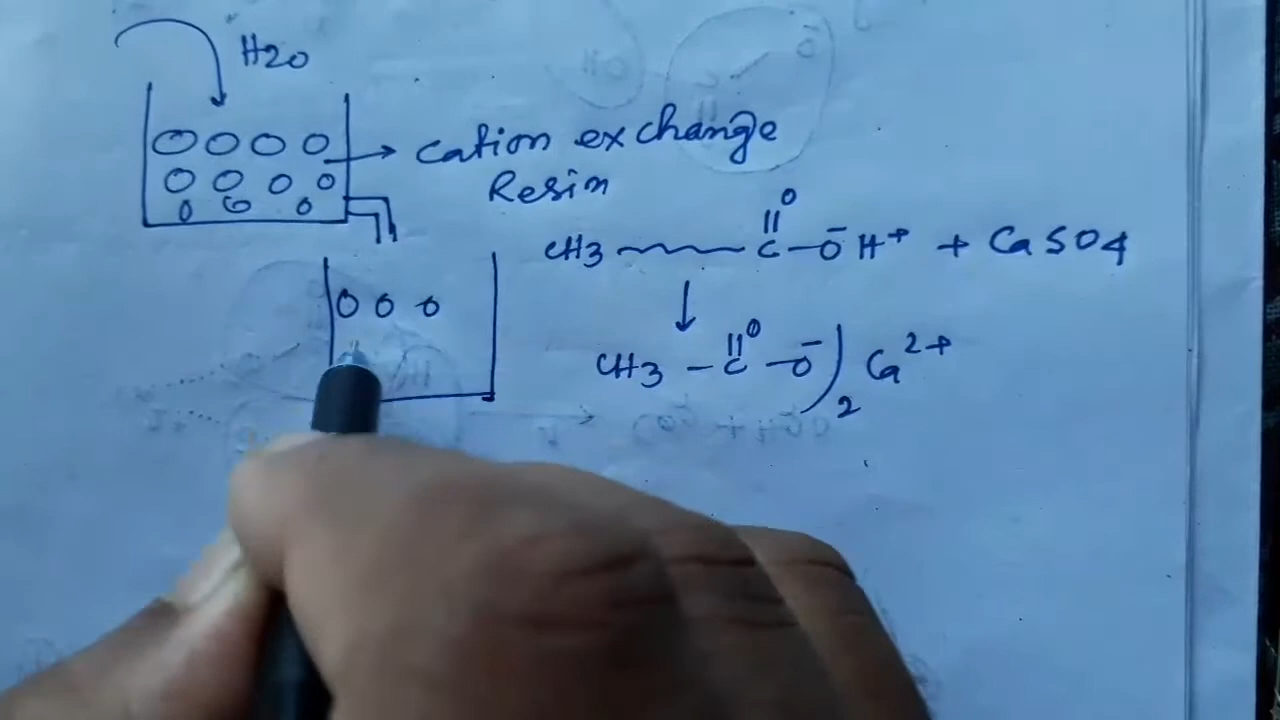 H2O
cation exchange
Resin
O
||
CH3 ~ C - O⁻ H⁺ + CaSO4
↓
O
||
CH3 - C - O⁻)₂ Ca²⁺